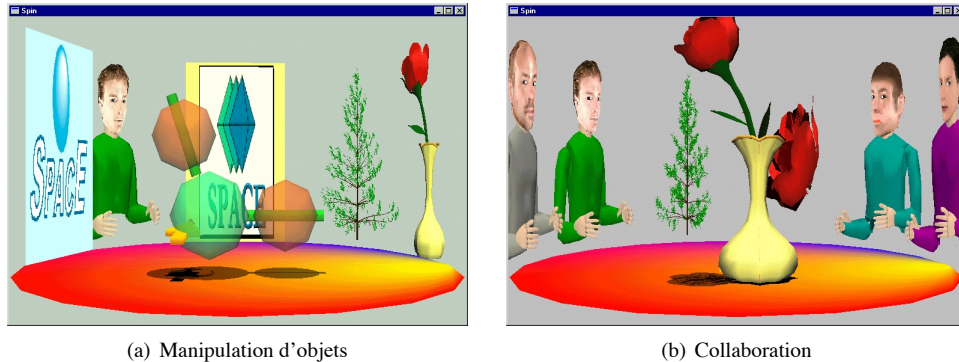 Spin
Spin
SPACE
SPACE
(a) Manipulation d'objets
(b) Collaboration